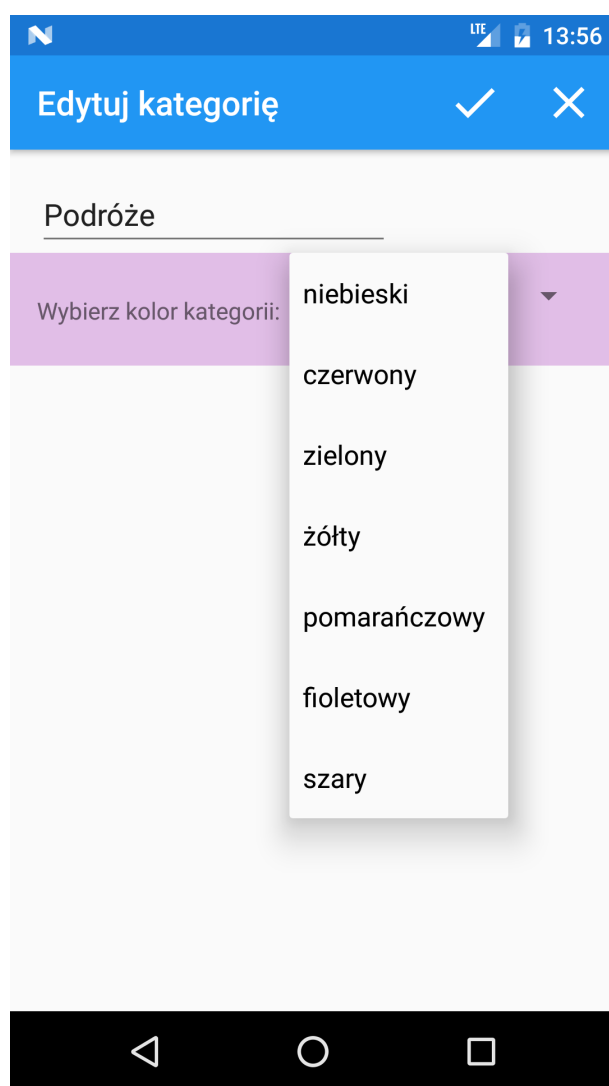 LTE 13:56
Edytuj kategorię
Podróże
Wybierz kolor kategorii:
niebieski
czerwony
zielony
żółty
pomarańczowy
fioletowy
szary